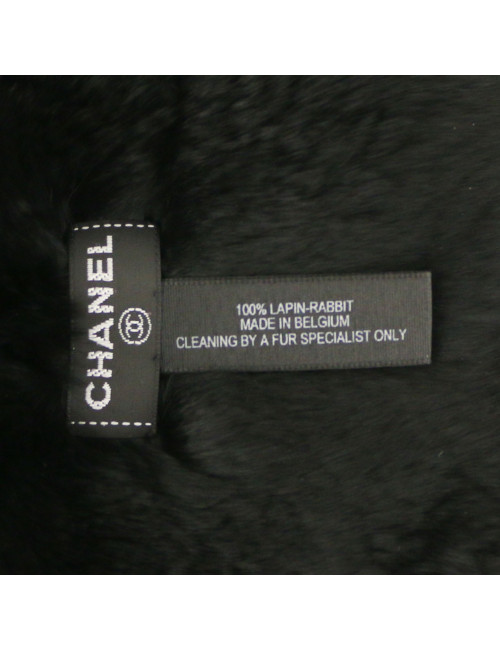 CHANEL
100% LAPIN-RABBIT
MADE IN BELGIUM
CLEANING BY A FUR SPECIALIST ONLY